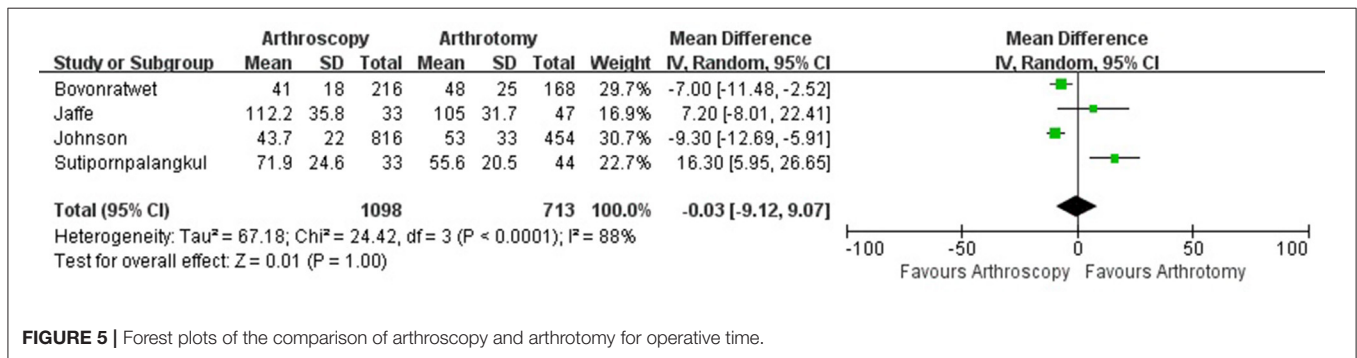 Arthroscopy Arthrotomy Mean Difference Mean Difference
Study or Subgroup Mean SD Total Mean SD Total Weight IV, Random, 95% CI IV, Random, 95% CI
Bovonratwet 41 18 216 48 25 168 29.7% -7.00 [-11.48, -2.52]
Jaffe 112.2 35.8 33 105 31.7 47 16.9% 7.20 [-8.01, 22.41]
Johnson 43.7 22 816 53 33 454 30.7% -9.30 [-12.69, -5.91]
Sutipornpalangkul 71.9 24.6 33 55.6 20.5 44 22.7% 16.30 [5.95, 26.65]
Total (95% CI) 1098 713 100.0% -0.03 [-9.12, 9.07]
Heterogeneity: Tau² = 67.18; Chi² = 24.42, df = 3 (P < 0.0001); I² = 88%
Test for overall effect: Z = 0.01 (P = 1.00)
-100 -50 0 50 100
Favours Arthroscopy Favours Arthrotomy
FIGURE 5 | Forest plots of the comparison of arthroscopy and arthrotomy for operative time.